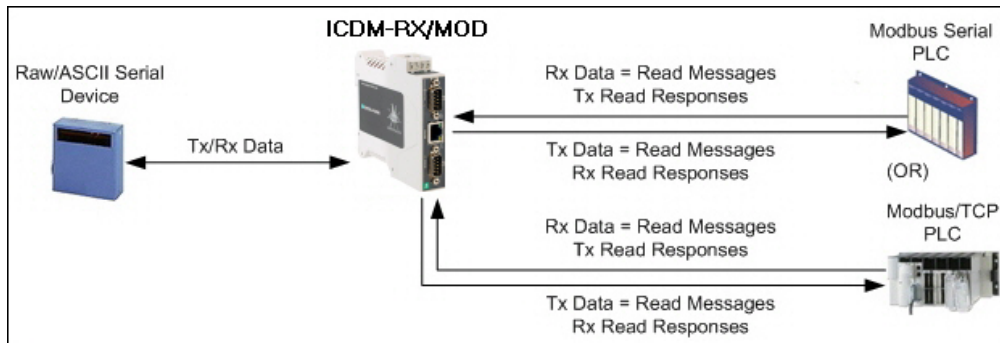 ICDM-RX/MOD
Raw/ASCII Serial
Device
Tx/Rx Data
Rx Data = Read Messages
Tx Read Responses
Tx Data = Read Messages
Rx Read Responses
Modbus Serial
PLC
(OR)
Rx Data = Read Messages
Tx Read Responses
Tx Data = Read Messages
Rx Read Responses
Modbus/TCP
PLC